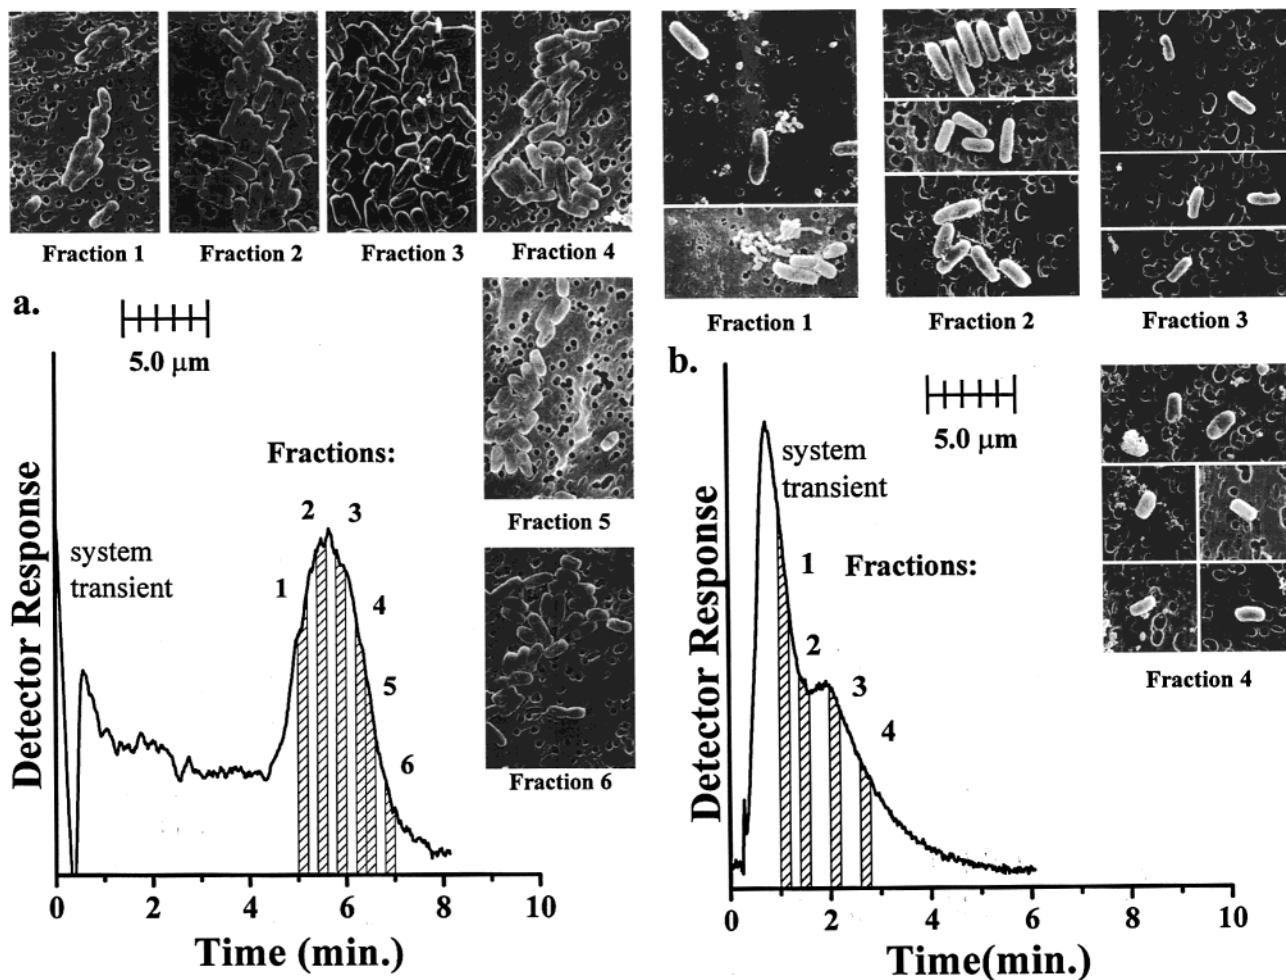 Fraction 1
Fraction 2
Fraction 3
Fraction 4
a.
5.0 μm
Fraction 5
Fraction 6
Fractions:
system
transient
1
2
3
4
5
6
Detector Response
0
2
4
6
8
10
Time (min.)
Fraction 1
Fraction 2
Fraction 3
b.
5.0 μm
Fraction 4
system
transient
Fractions:
1
2
3
4
Detector Response
0
2
4
6
8
10
Time(min.)